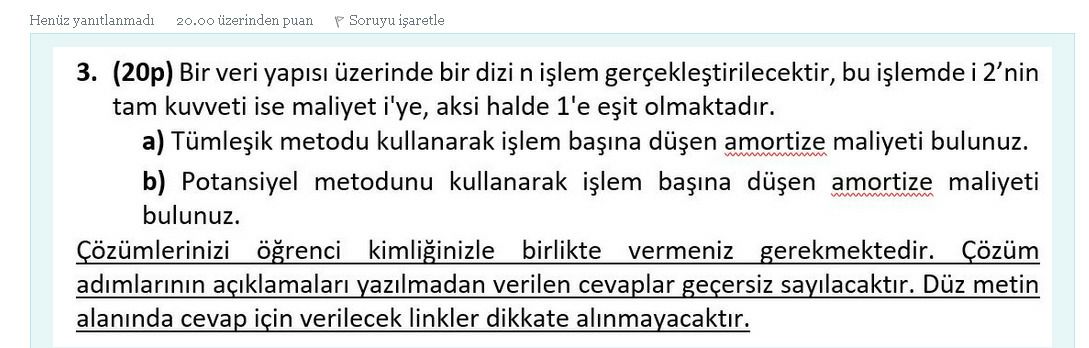 Henüz yanıtlanmadı 20.00 üzerinden puan Soruyu işaretle
3. (20p) Bir veri yapısı üzerinde bir dizi n işlem gerçekleştirilecektir, bu işlemde i 2’nin
tam kuvveti ise maliyet i'ye, aksi halde 1'e eşit olmaktadır.
a) Tümleşik metodu kullanarak işlem başına düşen amortize maliyeti bulunuz.
b) Potansiyel metodunu kullanarak işlem başına düşen amortize maliyeti
bulunuz.
Çözümlerinizi öğrenci kimliğinizle birlikte vermeniz gerekmektedir. Çözüm
adımlarının açıklamaları yazılmadan verilen cevaplar geçersiz sayılacaktır. Düz metin
alanında cevap için verilecek linkler dikkate alınmayacaktır.